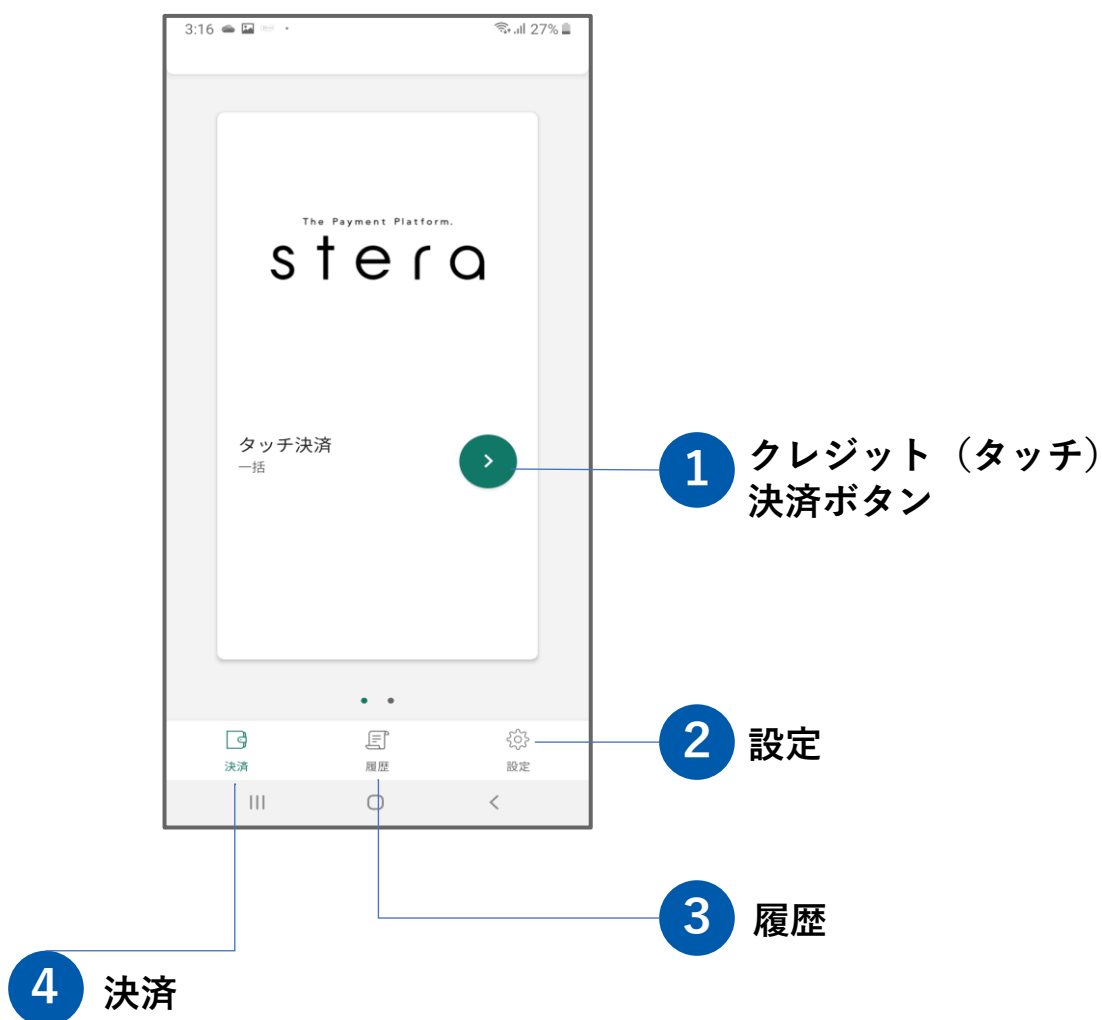 3:16
27%
The Payment Platform.
stera
タッチ決済
一括
1
クレジット（タッチ）
決済ボタン
決済
履歴
設定
2
設定
3
履歴
4
決済